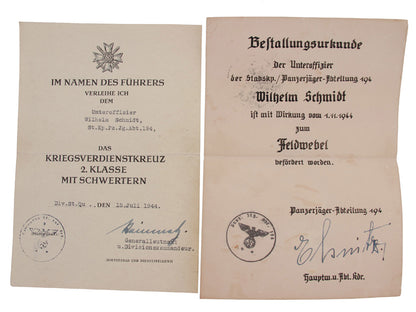 IM NAMEN DES FÜHRERS
VERLEIHE ICH
DEM
Unteroffizier
Wilhelm Schmidt,
St.Kp.Pz.Jg.Abt.194,
DAS
KRIEGSVERDIENSTKREUZ
2. KLASSE
MIT SCHWERTERN
Div.St.Qu., den 15.Juli 1944.
Generalleutnant
u.Divisionskommandeur.
Bestallungsurkunde
Der Unteroffizier
der Stabskp./Panzerjäger-Abteilung 194
Wilhelm Schmidt
ist mit Wirkung vom 1.11.1944
zum
Feldwebel
befördert worden.
Panzerjäger-Abteilung 194
Hauptm.u.Abt.Kdr.